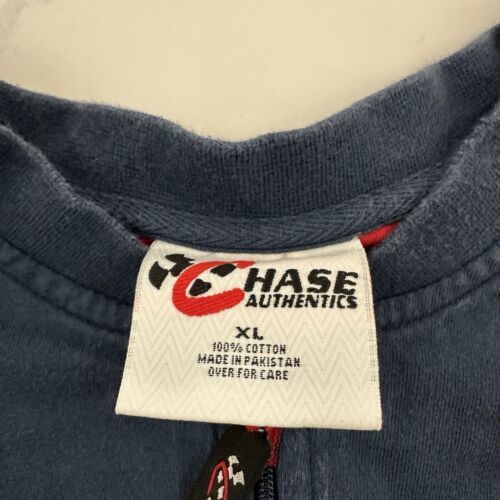 CHASE
AUTHENTICS
XL
100% COTTON
MADE IN PAKISTAN
OVER FOR CARE